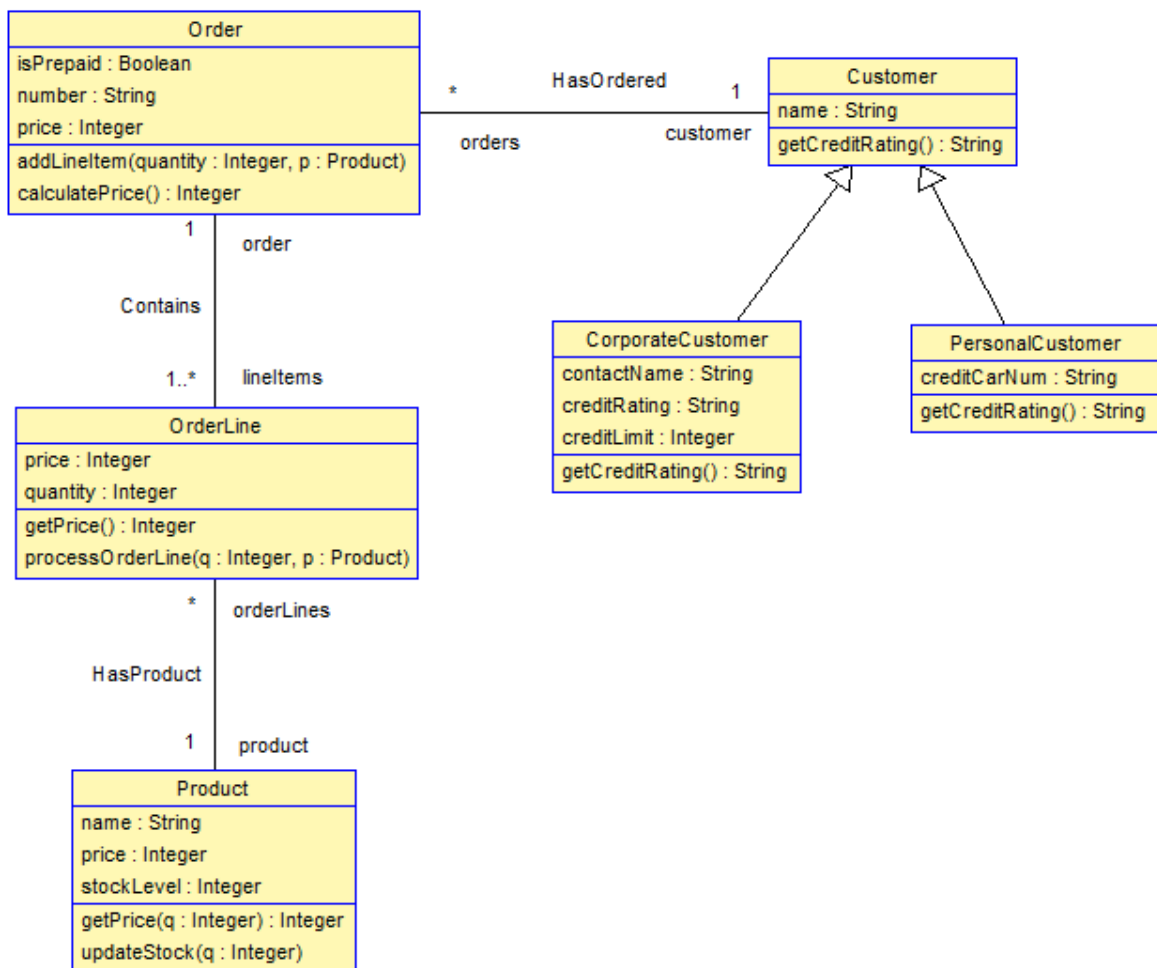 Order
isPrepaid : Boolean
number : String
price : Integer
addLineItem(quantity : Integer, p : Product)
calculatePrice() : Integer
* HasOrdered 1
orders customer
Customer
name : String
getCreditRating() : String
1 order
Contains
1..* lineItems
CorporateCustomer
contactName : String
creditRating : String
creditLimit : Integer
getCreditRating() : String
PersonalCustomer
creditCarNum : String
getCreditRating() : String
OrderLine
price : Integer
quantity : Integer
getPrice() : Integer
processOrderLine(q : Integer, p : Product)
* orderLines
HasProduct
1 product
Product
name : String
price : Integer
stockLevel : Integer
getPrice(q : Integer) : Integer
updateStock(q : Integer)